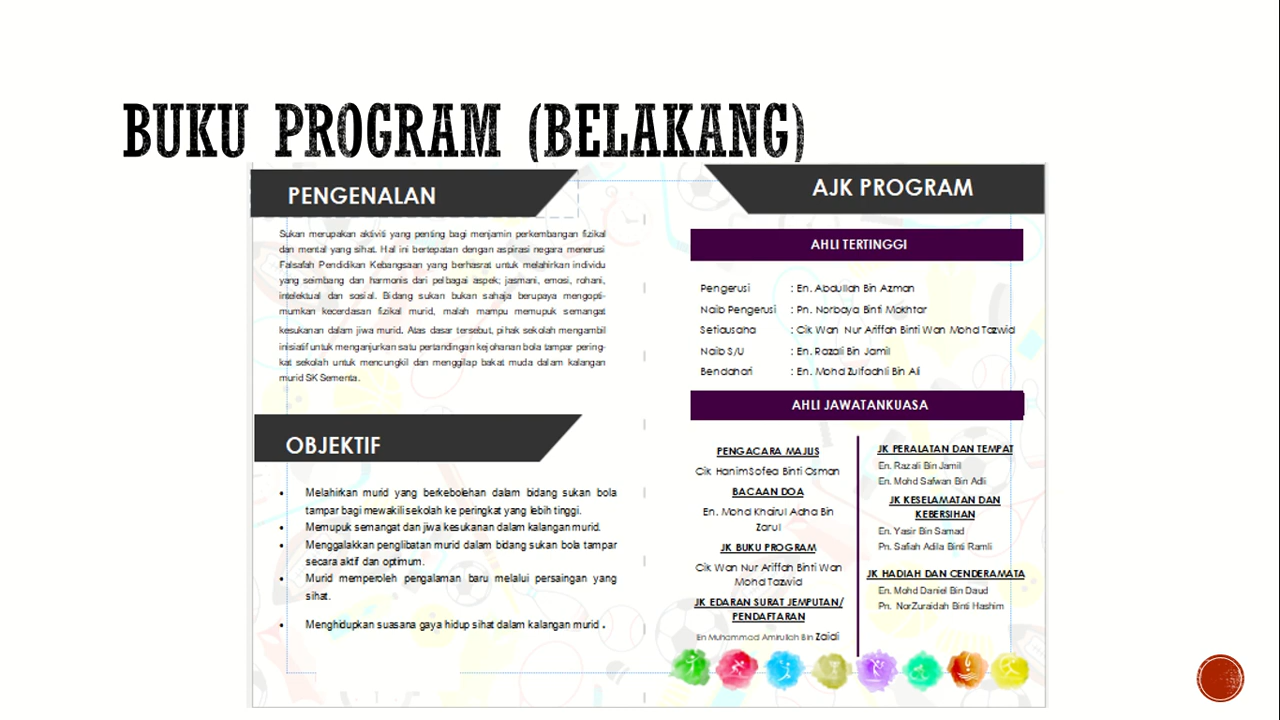 BUKU PROGRAM (BELAKANG)
PENGENALAN
Sukan merupakan aktiviti yang penting bagi menjamin perkembangan fizikal
dan mental yang sihat. Hal ini bertepatan dengan aspirasi negara menerusi
Falsafah Pendidikan Kebangsaan yang berhasrat untuk melahirkan individu
yang seimbang dan harmonis dari pelbagai aspek; jasmani, emosi, rohani,
intelektual dan sosial. Bidang sukan bukan sahaja berupaya mengopti-
mumkan kecerdasan fizikal murid, malah mampu memupuk semangat
kesukanan dalam jiwa murid. Atas dasar tersebut, pihak sekolah mengambil
inisiatif untuk menganjurkan satu pertandingan kejohanan bola tampar pering-
kat sekolah untuk mencungkil dan menggilap bakat muda dalam kalangan
murid SK Sementa.
OBJEKTIF
• Melahirkan murid yang berkebolehan dalam bidang sukan bola
tampar bagi mewakili sekolah ke peringkat yang lebih tinggi.
• Memupuk semangat dan jiwa kesukanan dalam kalangan murid.
• Menggalakkan penglibatan murid dalam bidang sukan bola tampar
secara aktif dan optimum.
• Murid memperoleh pengalaman baru melalui persaingan yang
sihat.
• Menghidupkan suasana gaya hidup sihat dalam kalangan murid .
AJK PROGRAM
AHLI TERTINGGI
Pengerusi : En. Abdullah Bin Azman
Naib Pengerusi : Pn. Norbaya Binti Mokhtar
Setiausaha : Cik Wan Nur Ariffah Binti Wan Mohd Tazwid
Naib S/U : En. Razali Bin Jamil
Bendahari : En. Mohd Zulfadhli Bin Ali
AHLI JAWATANKUASA
PENGACARA MAJLIS
Cik Hanim Sofea Binti Osman
BACAAN DOA
En. Mohd Khairul Adha Bin
Zarul
JK BUKU PROGRAM
Cik Wan Nur Ariffah Binti Wan
Mohd Tazwid
JK EDARAN SURAT JEMPUTAN/
PENDAFTARAN
En Muhammad Amirullah Bin Zaidi
JK PERALATAN DAN TEMPAT
En. Razali Bin Jamil
En. Mohd Safwan Bin Adli
JK KESELAMATAN DAN
KEBERSIHAN
En. Yasir Bin Samad
Pn. Safiah Adila Binti Ramli
JK HADIAH DAN CENDERAMATA
En. Mohd Daniel Bin Daud
Pn. NorZuraidah Binti Hashim